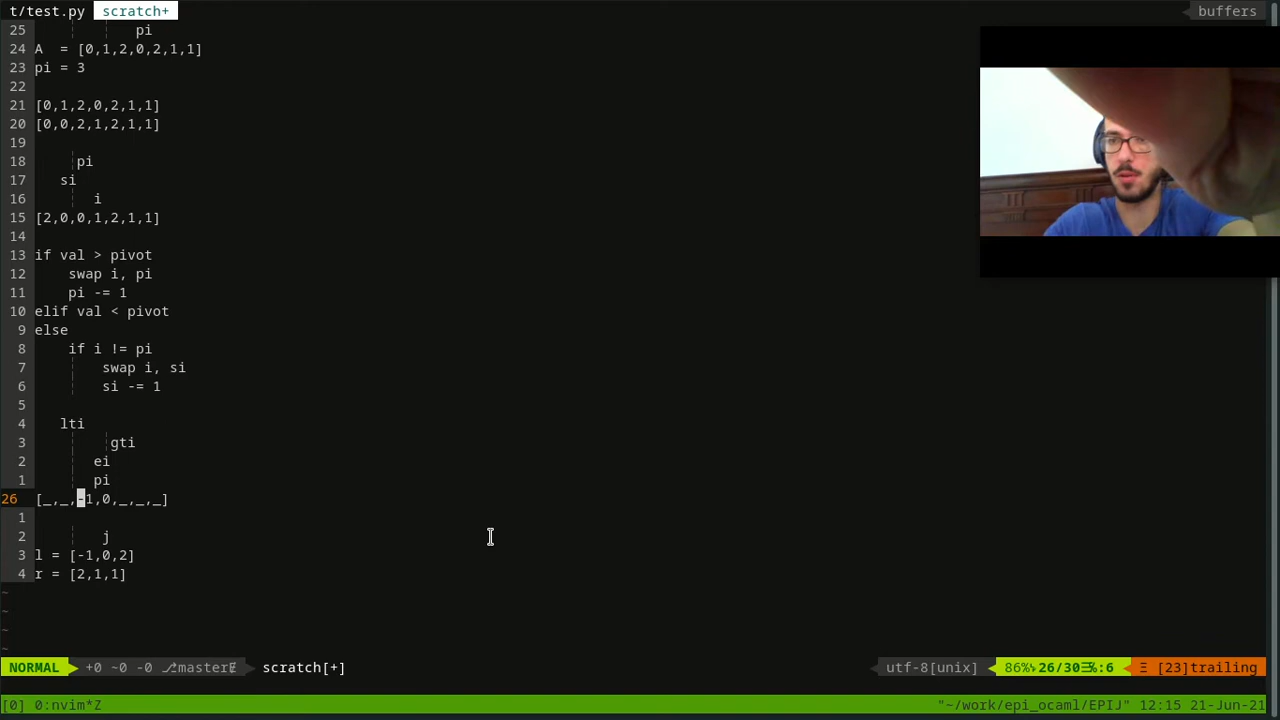 t/test.py scratch+ buffers
25 pi
24 A  = [0,1,2,0,2,1,1]
23 pi = 3
22
21 [0,1,2,0,2,1,1]
20 [0,0,2,1,2,1,1]
19
18 pi
17 si
16 i
15 [2,0,0,1,2,1,1]
14
13 if val > pivot
12 swap i, pi
11 pi -= 1
10 elif val < pivot
9 else
8 if i != pi
7 swap i, si
6 si -= 1
5
4 lti
3 gti
2 ei
1 pi
26 [_,_,-1,0,_,_,_]
1
2 j
3 l = [-1,0,2]
4 r = [2,1,1]
~
~
~
~
NORMAL +0 ~0 -0 master scratch[+] utf-8[unix] 86% 26/30 :6 Ξ [23]trailing
[0] 0:nvim*Z "~/work/epi_ocaml/EPIJ" 12:15 21-Jun-21